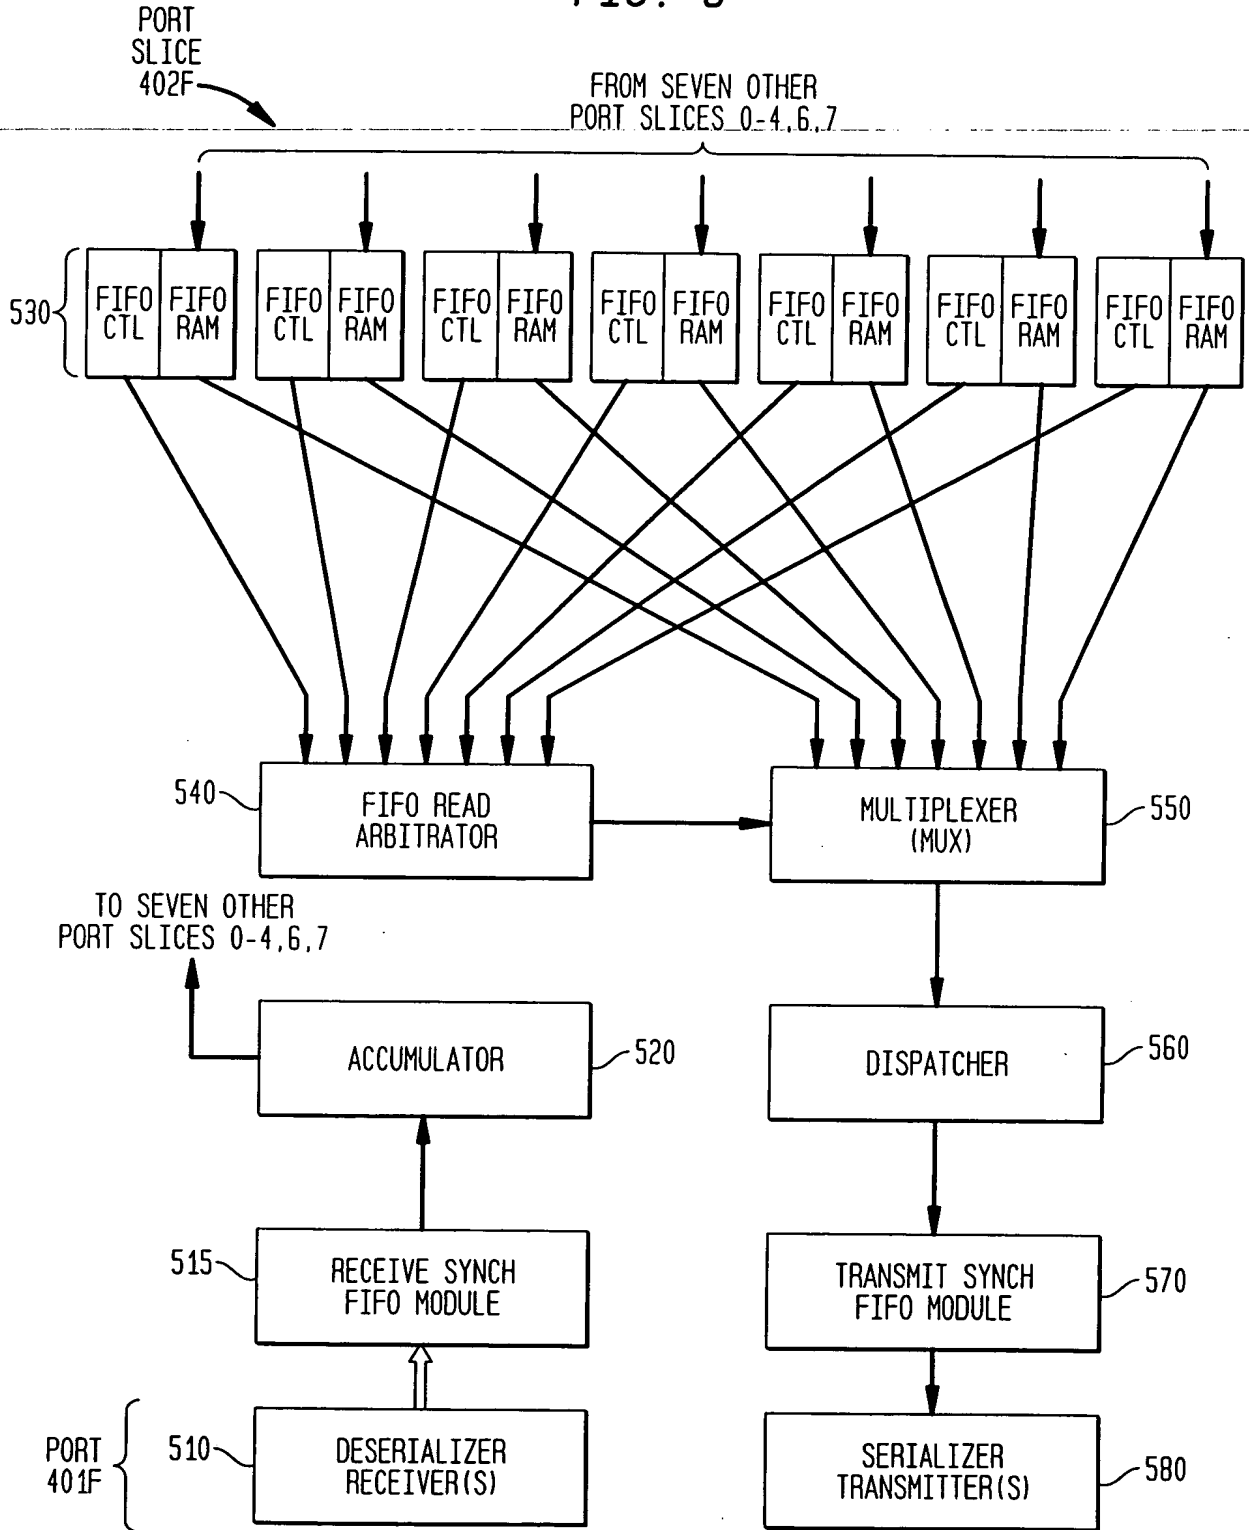 PORT
SLICE
402F
FROM SEVEN OTHER
PORT SLICES 0-4,6,7
530
FIFO CTL
FIFO RAM
FIFO CTL
FIFO RAM
FIFO CTL
FIFO RAM
FIFO CTL
FIFO RAM
FIFO CTL
FIFO RAM
FIFO CTL
FIFO RAM
FIFO CTL
FIFO RAM
540
FIFO READ
ARBITRATOR
MULTIPLEXER
(MUX)
550
TO SEVEN OTHER
PORT SLICES 0-4,6,7
ACCUMULATOR
520
DISPATCHER
560
515
RECEIVE SYNCH
FIFO MODULE
TRANSMIT SYNCH
FIFO MODULE
570
PORT
401F
510
DESERIALIZER
RECEIVER(S)
SERIALIZER
TRANSMITTER(S)
580